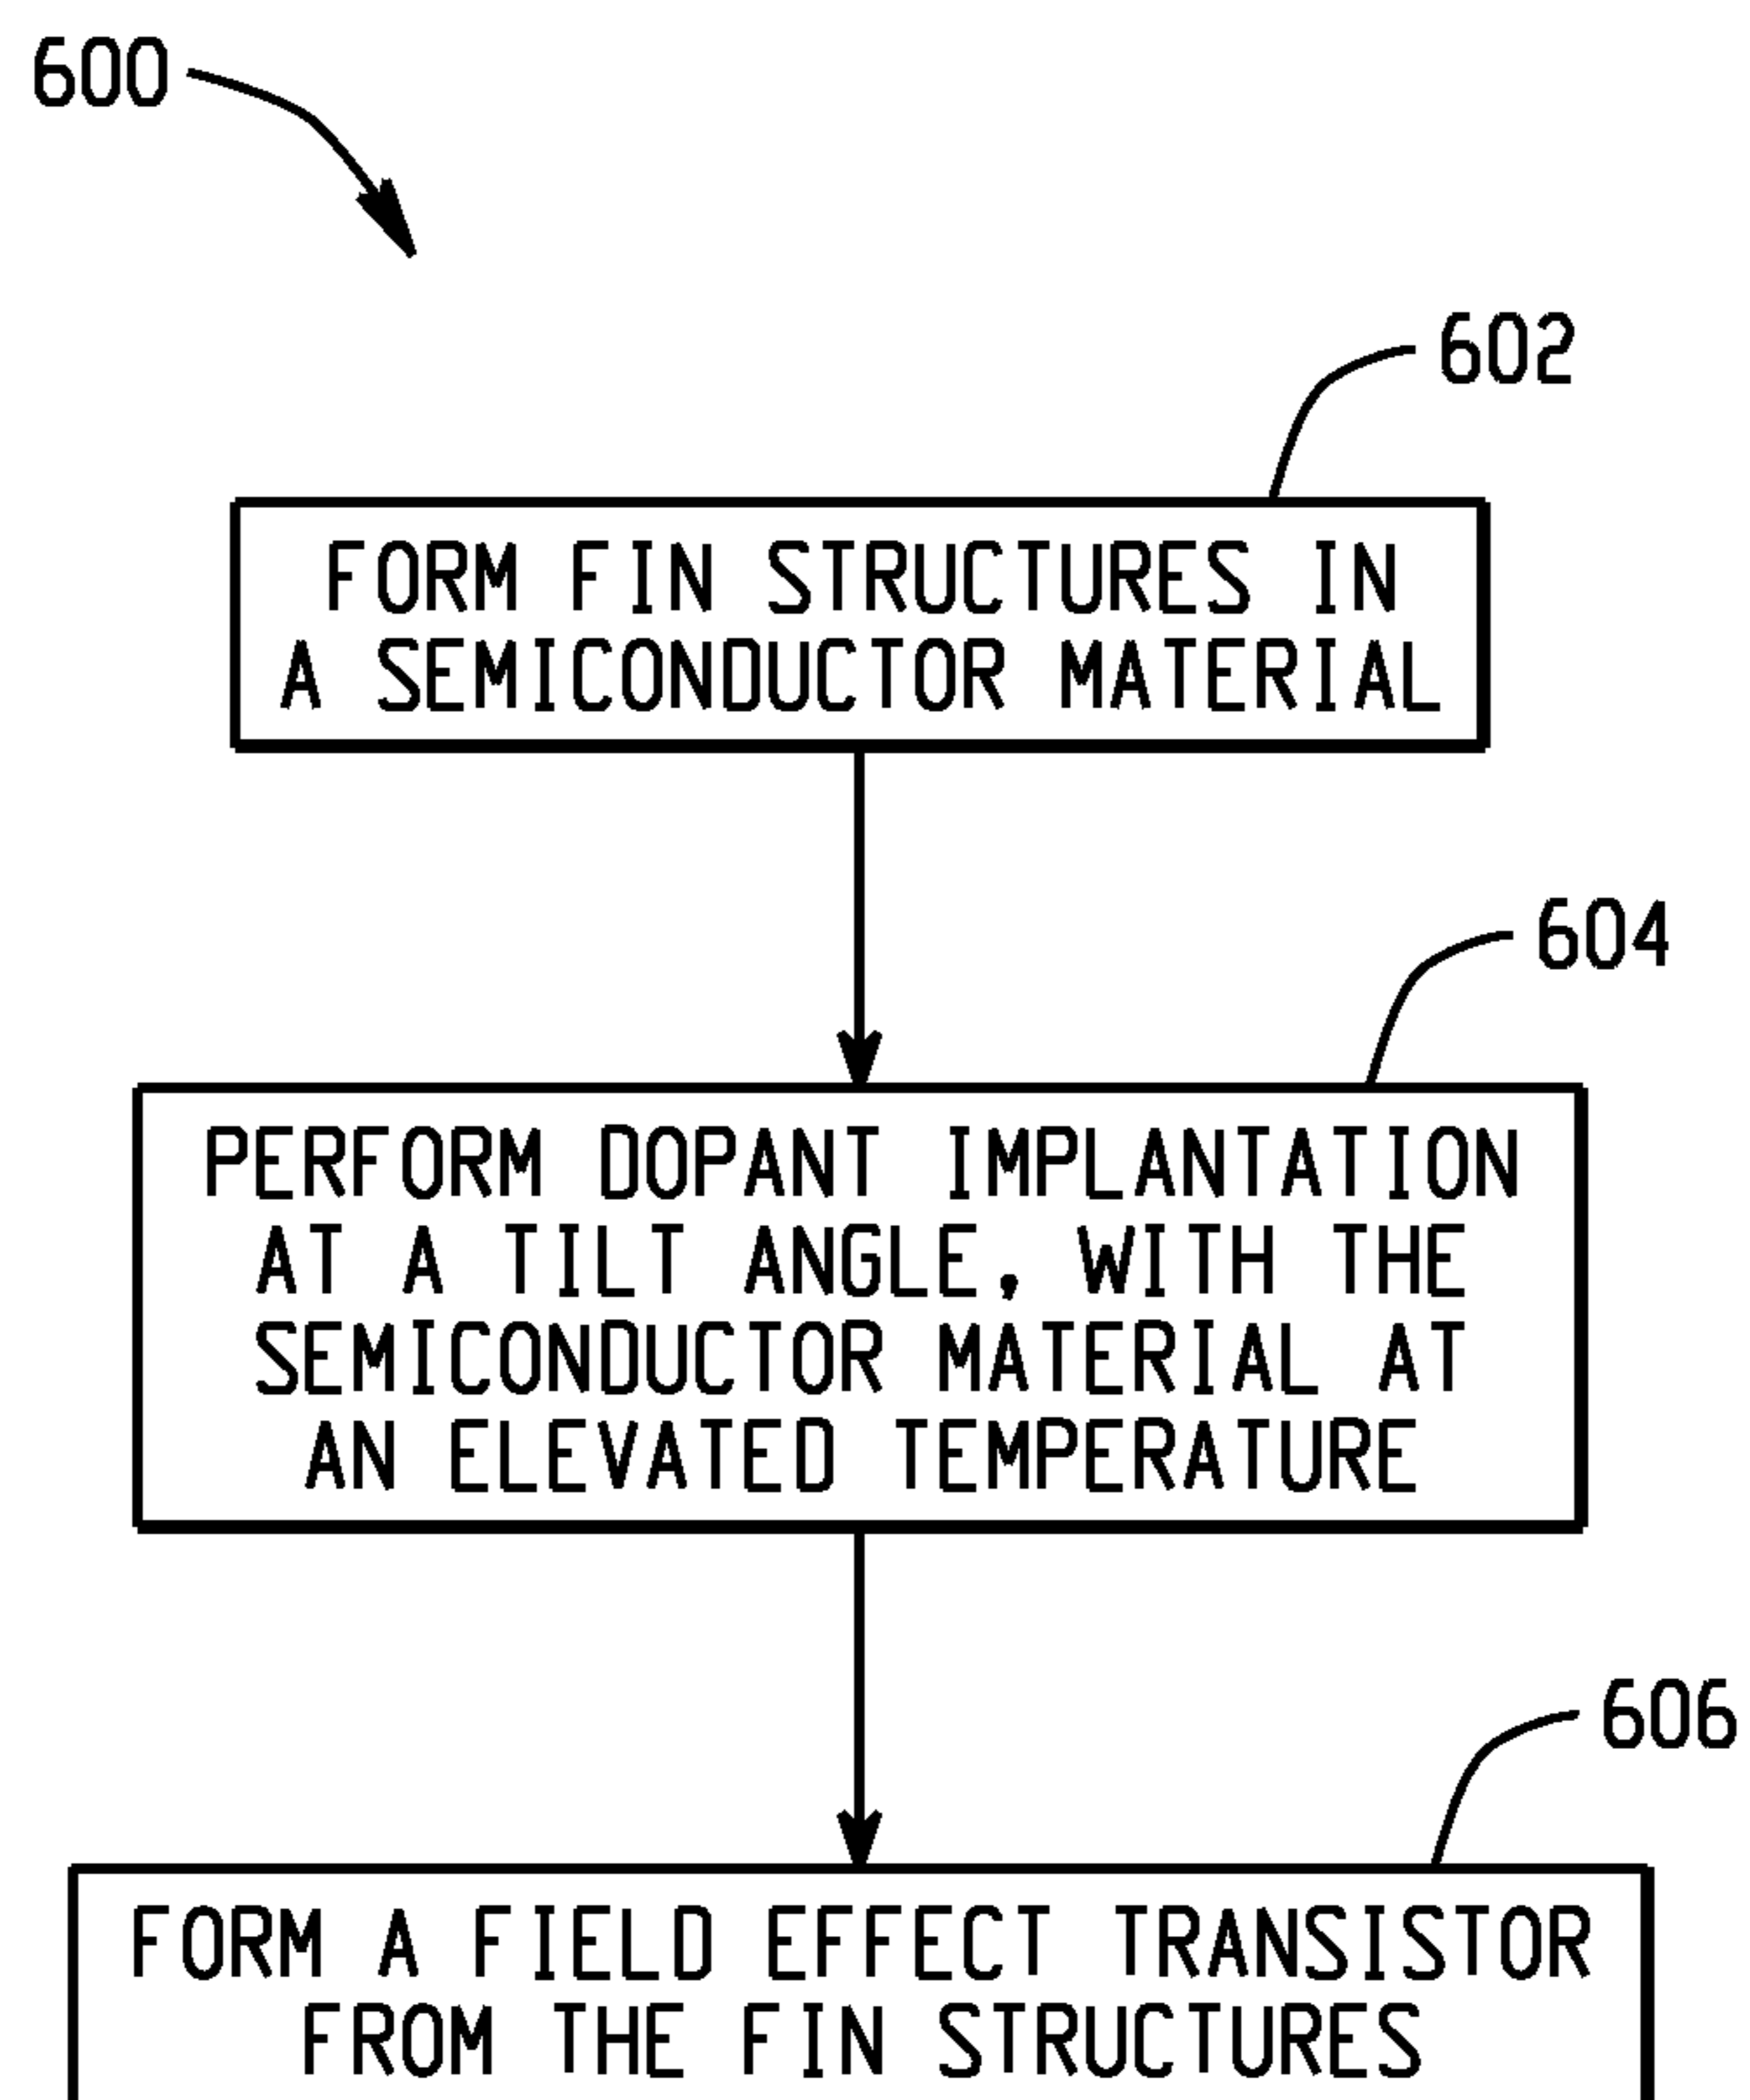 600
602
FORM FIN STRUCTURES IN
A SEMICONDUCTOR MATERIAL
604
PERFORM DOPANT IMPLANTATION
AT A TILT ANGLE, WITH THE
SEMICONDUCTOR MATERIAL AT
AN ELEVATED TEMPERATURE
606
FORM A FIELD EFFECT TRANSISTOR
FROM THE FIN STRUCTURES